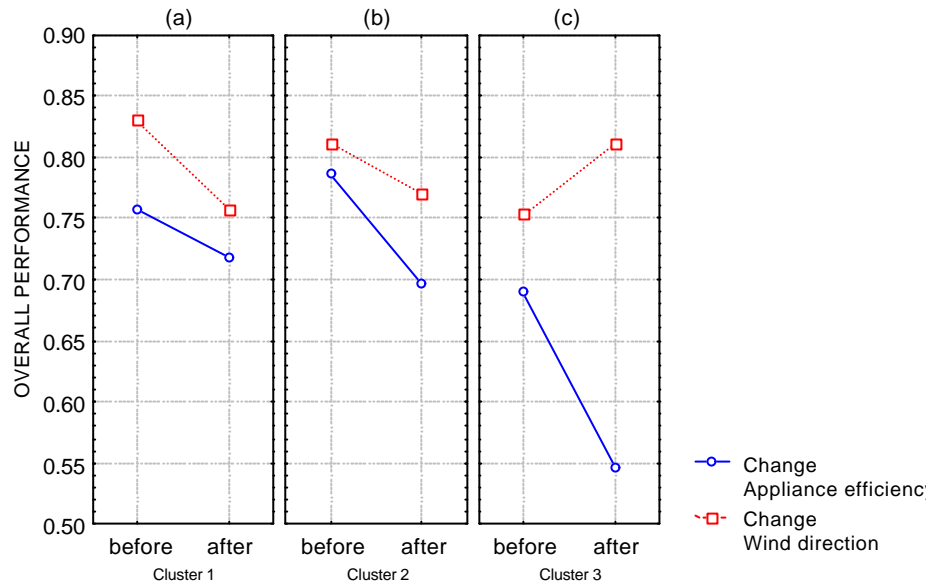 (a) (b) (c)
OVERALL PERFORMANCE
0.90
0.85
0.80
0.75
0.70
0.65
0.60
0.55
0.50
before after before after before after
Cluster 1 Cluster 2 Cluster 3
Change
Appliance efficiency
Change
Wind direction